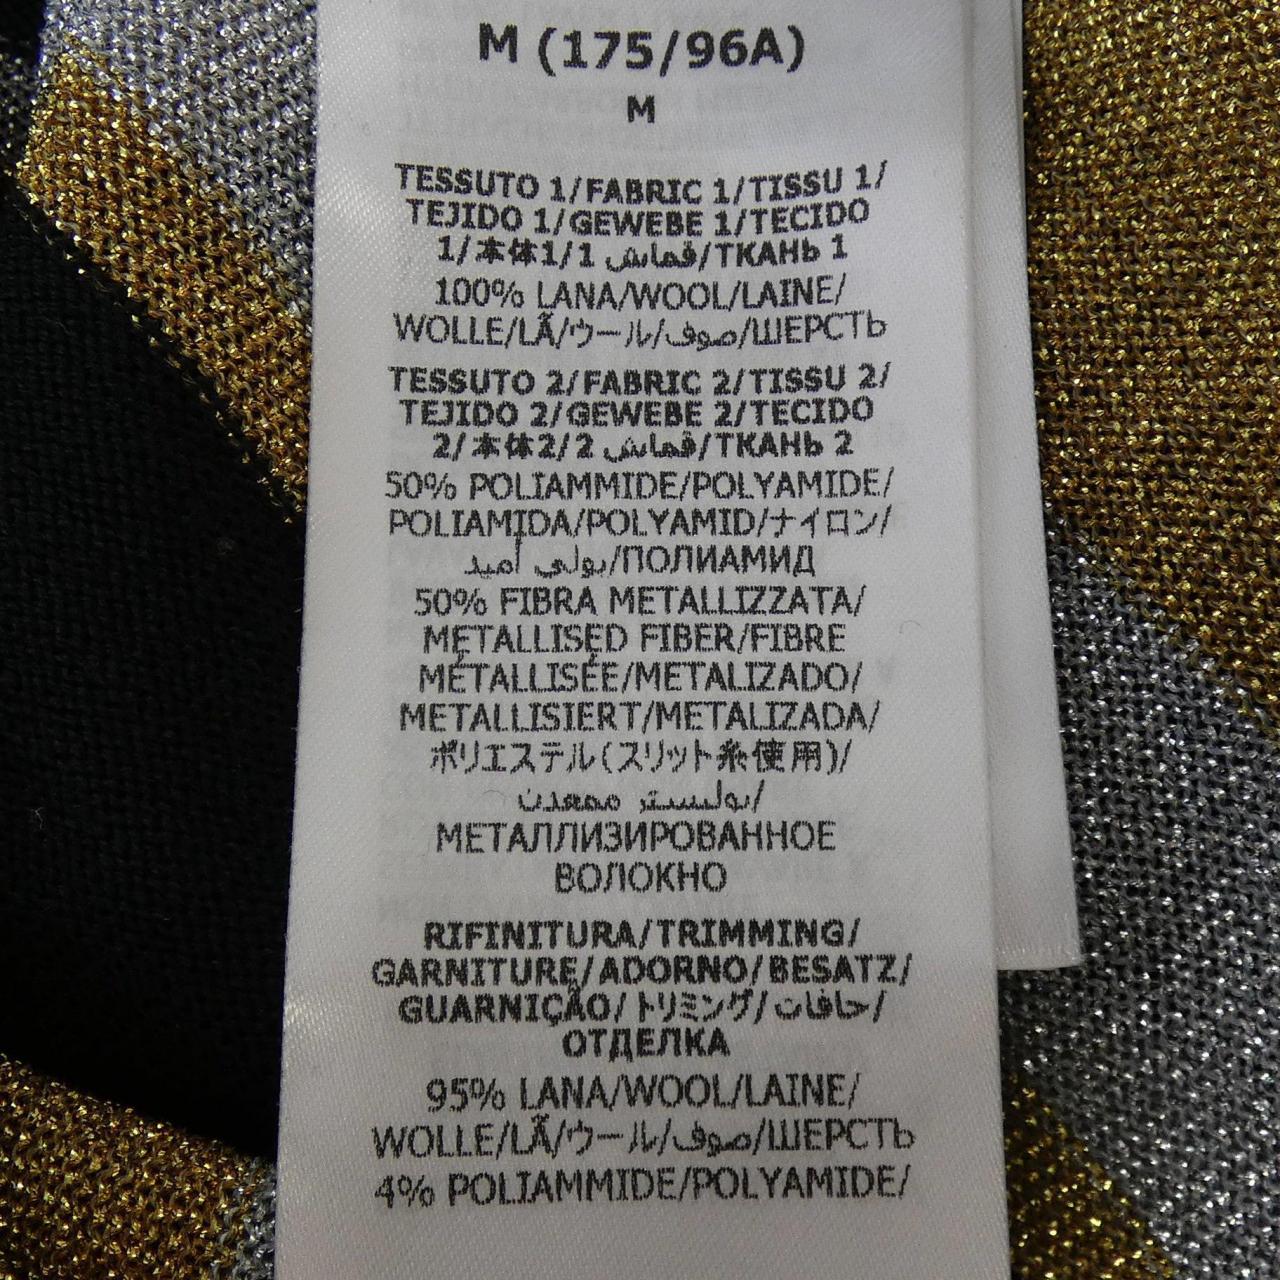 M (175/96A)
M
TESSUTO 1/FABRIC 1/TISSU 1/
TEJIDO 1/GEWEBE 1/TECIDO
1/本体1/1 قماش/ТКАНЬ 1
100% LANA/WOOL/LAINE/
WOLLE/LÃ/ウール/صوف/ШЕРСТЬ
TESSUTO 2/FABRIC 2/TISSU 2/
TEJIDO 2/GEWEBE 2/TECIDO
2/本体2/2 قماش/ТКАНЬ 2
50% POLIAMMIDE/POLYAMIDE/
POLIAMIDA/POLYAMID/ナイロン/
بولي أميد/ПОЛИАМИД
50% FIBRA METALLIZZATA/
METALLISED FIBER/FIBRE
MÉTALLISÉE/METALIZADO/
METALLISIERT/METALIZADA/
ポリエステル(スリット糸使用)/
بوليستر ممعدن/
МЕТАЛЛИЗИРОВАННОЕ
ВОЛОКНО
RIFINITURA/TRIMMING/
GARNITURE/ADORNO/BESATZ/
GUARNIÇÃO/トリミング/حافات/
ОТДЕЛКА
95% LANA/WOOL/LAINE/
WOLLE/LÃ/ウール/صوف/ШЕРСТЬ
4% POLIAMMIDE/POLYAMIDE/